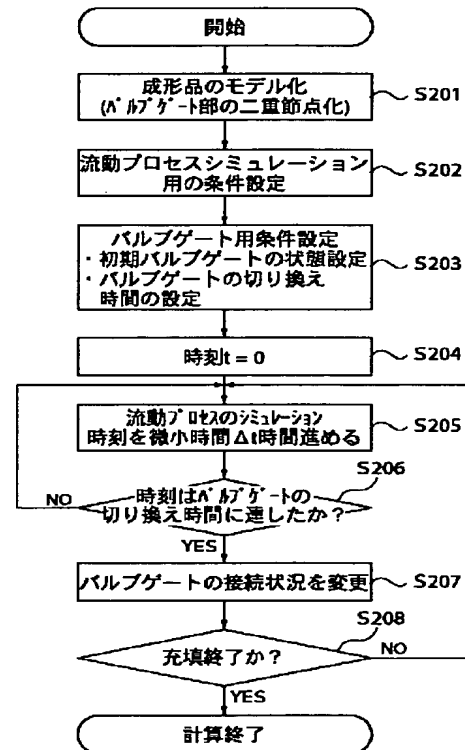 開始
成形品のモデル化
(ﾊﾞﾙﾌﾞｹﾞｰﾄ部の二重節点化)
S201
流動プロセスシミュレーション
用の条件設定
S202
バルブゲート用条件設定
・初期バルブゲートの状態設定
・バルブゲートの切り換え
時間の設定
S203
時刻t=0
S204
流動ﾌﾟﾛｾｽのｼﾐｭﾚｰｼｮﾝ
時刻を微小時間Δt時間進める
S205
S206
NO
時刻はﾊﾞﾙﾌﾞｹﾞｰﾄの
切り換え時間に達したか？
YES
バルブゲートの接続状況を変更
S207
S208
充填終了か？
NO
YES
計算終了